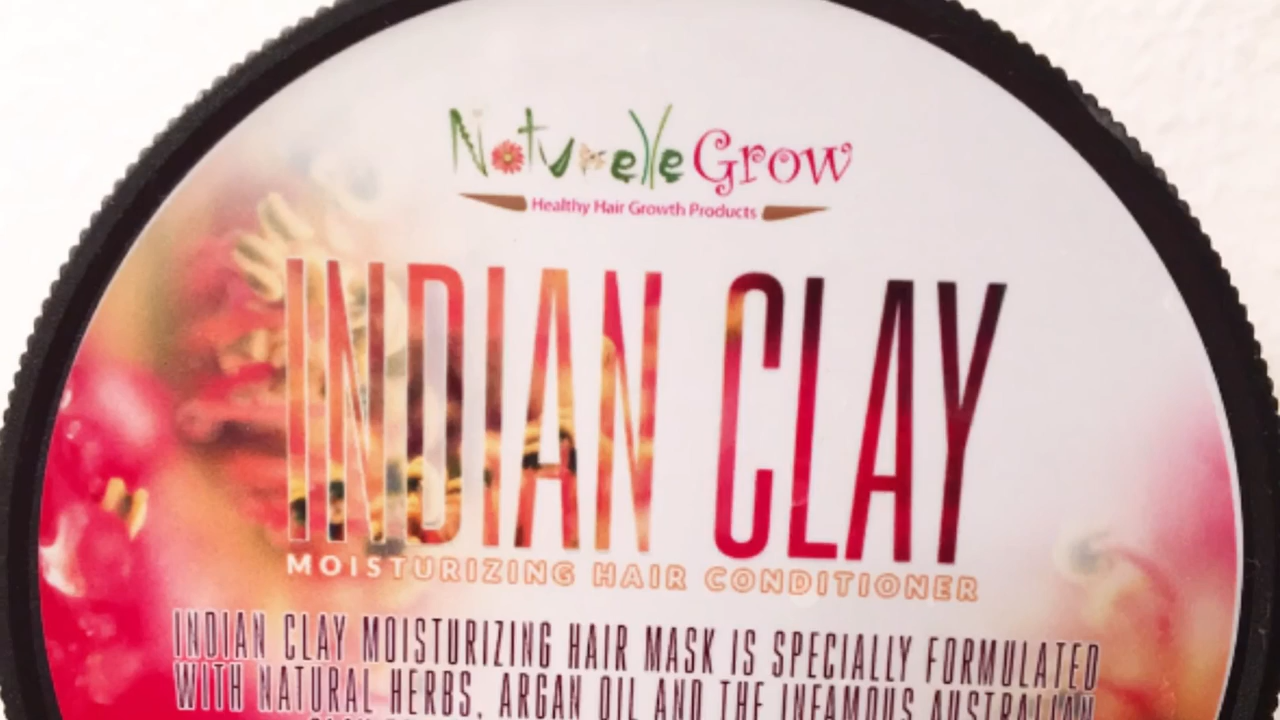 NaturelleGrow
Healthy Hair Growth Products
INDIAN CLAY
MOISTURIZING HAIR CONDITIONER
INDIAN CLAY MOISTURIZING HAIR MASK IS SPECIALLY FORMULATED
WITH NATURAL HERBS, ARGAN OIL AND THE INFAMOUS AUSTRALIAN